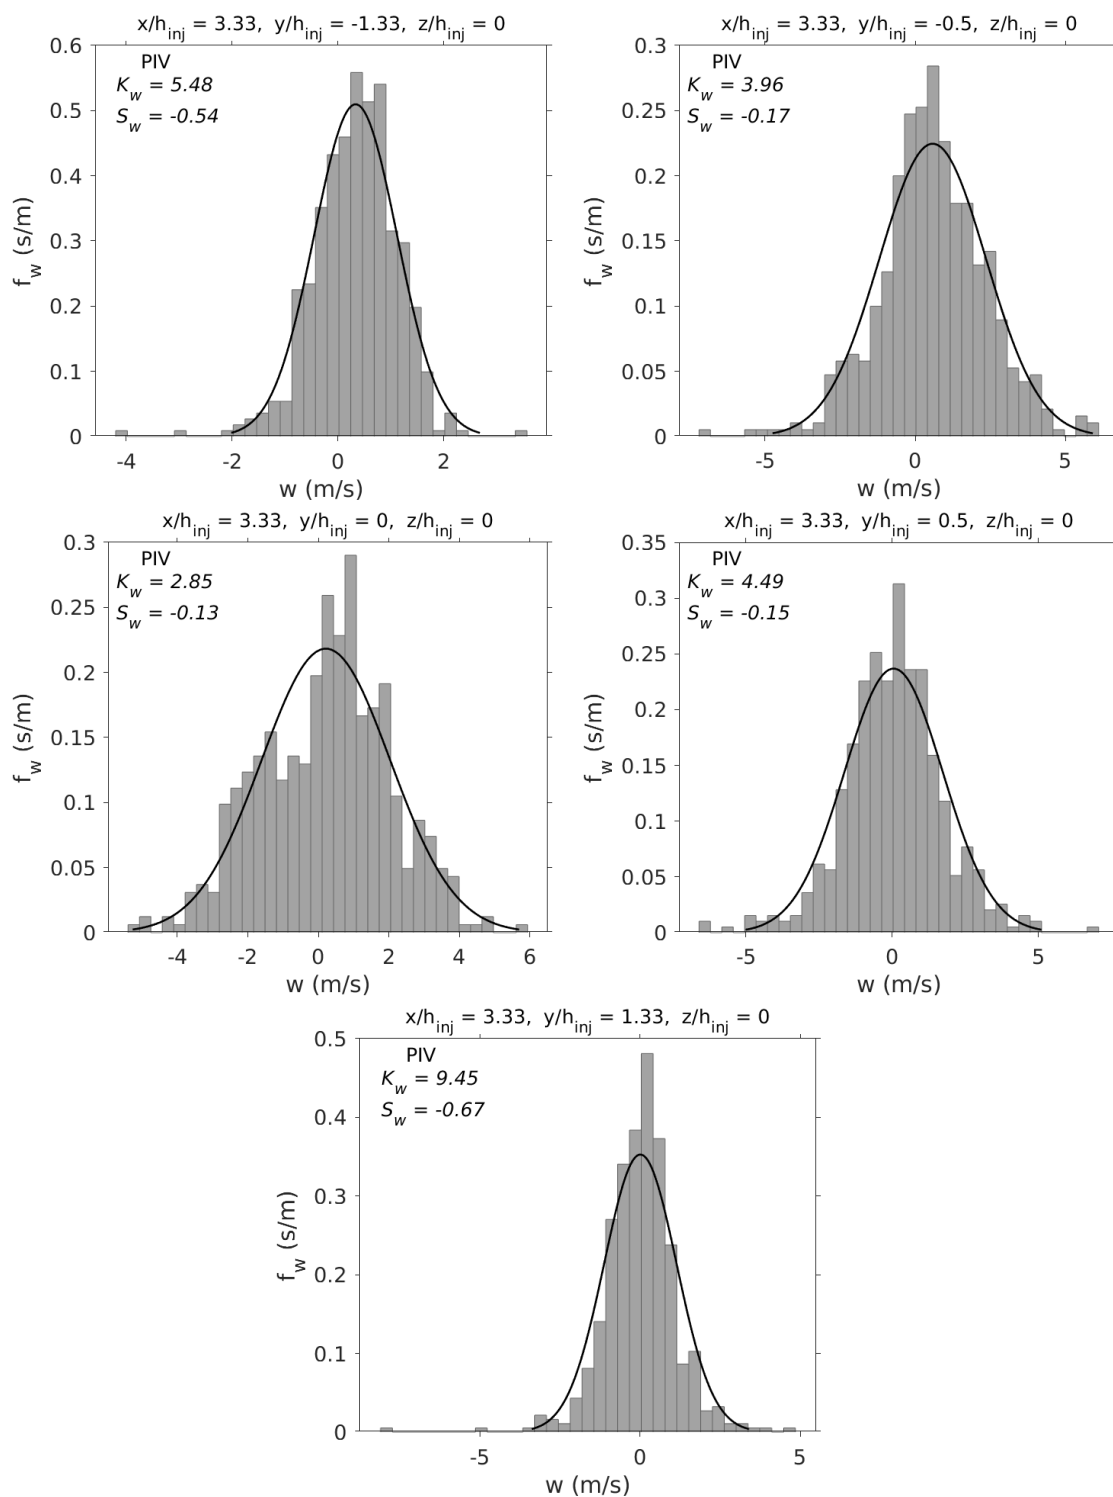 x/h_inj = 3.33, y/h_inj = -1.33, z/h_inj = 0
PIV
K_w = 5.48
S_w = -0.54
0.6
0.5
0.4
0.3
0.2
0.1
0
f_w (s/m)
-4 -2 0 2
w (m/s)
x/h_inj = 3.33, y/h_inj = -0.5, z/h_inj = 0
PIV
K_w = 3.96
S_w = -0.17
0.3
0.25
0.2
0.15
0.1
0.05
0
f_w (s/m)
-5 0 5
w (m/s)
x/h_inj = 3.33, y/h_inj = 0, z/h_inj = 0
PIV
K_w = 2.85
S_w = -0.13
0.3
0.25
0.2
0.15
0.1
0.05
0
f_w (s/m)
-4 -2 0 2 4 6
w (m/s)
x/h_inj = 3.33, y/h_inj = 0.5, z/h_inj = 0
PIV
K_w = 4.49
S_w = -0.15
0.35
0.3
0.25
0.2
0.15
0.1
0.05
0
f_w (s/m)
-5 0 5
w (m/s)
x/h_inj = 3.33, y/h_inj = 1.33, z/h_inj = 0
PIV
K_w = 9.45
S_w = -0.67
0.5
0.4
0.3
0.2
0.1
0
f_w (s/m)
-5 0 5
w (m/s)